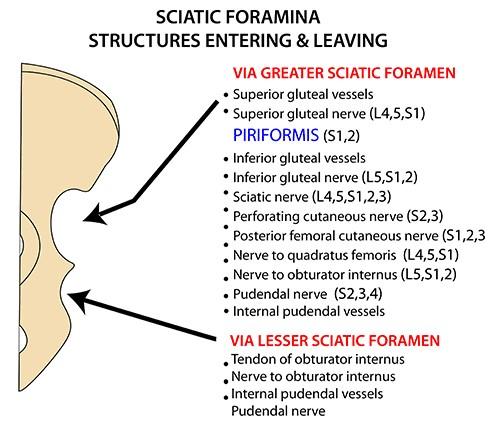 SCIATIC FORAMINA
STRUCTURES ENTERING & LEAVING
VIA GREATER SCIATIC FORAMEN
• Superior gluteal vessels
• Superior gluteal nerve (L4,5,S1)
PIRIFORMIS (S1,2)
• Inferior gluteal vessels
• Inferior gluteal nerve (L5,S1,2)
• Sciatic nerve (L4,5,S1,2,3)
• Perforating cutaneous nerve (S2,3)
• Posterior femoral cutaneous nerve (S1,2,3
• Nerve to quadratus femoris (L4,5,S1)
• Nerve to obturator internus (L5,S1,2)
• Pudendal nerve (S2,3,4)
• Internal pudendal vessels
VIA LESSER SCIATIC FORAMEN
• Tendon of obturator internus
• Nerve to obturator internus
• Internal pudendal vessels
Pudendal nerve